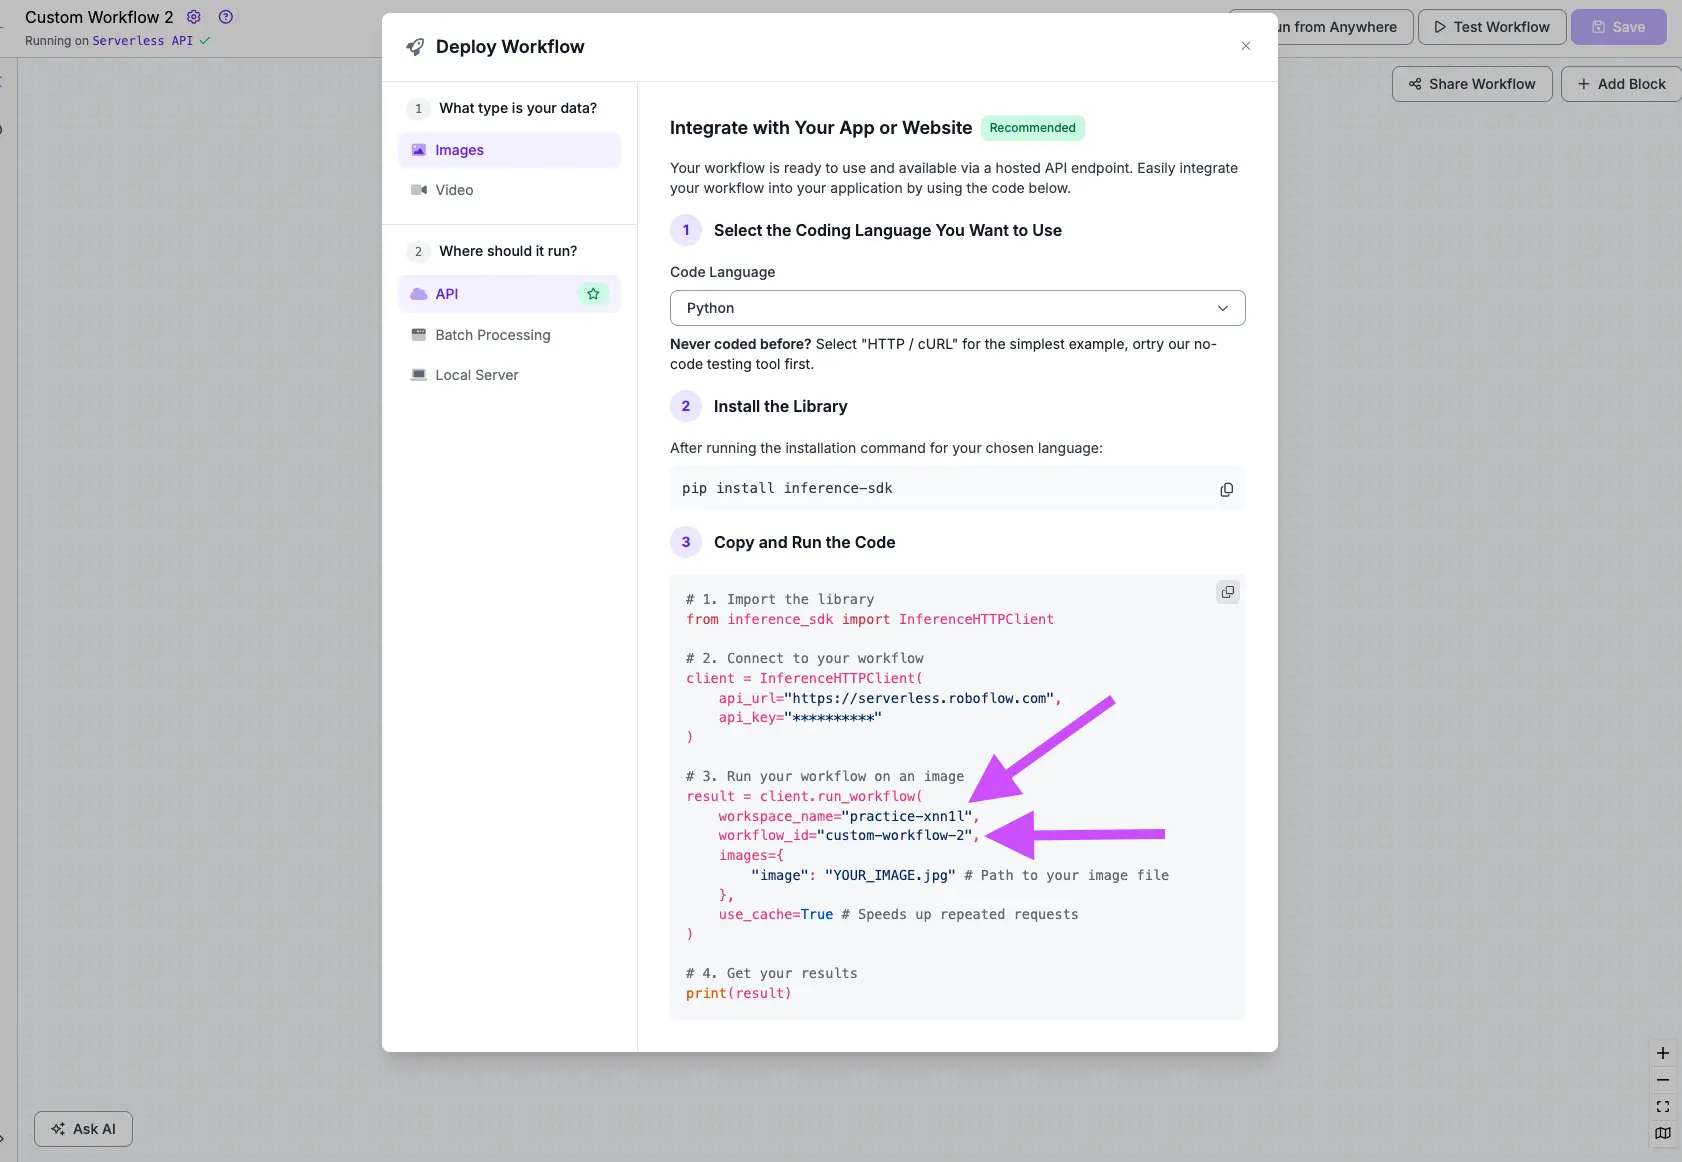 Custom Workflow 2
Running on Serverless API
un from Anywhere
Test Workflow
Save
Share Workflow
Add Block
Deploy Workflow
1 What type is your data?
Images
Video
2 Where should it run?
API
Batch Processing
Local Server
Integrate with Your App or Website Recommended
Your workflow is ready to use and available via a hosted API endpoint. Easily integrate
your workflow into your application by using the code below.
1 Select the Coding Language You Want to Use
Code Language
Python
Never coded before? Select "HTTP / cURL" for the simplest example, ortry our no-
code testing tool first.
2 Install the Library
After running the installation command for your chosen language:
pip install inference-sdk
3 Copy and Run the Code
# 1. Import the library
from inference_sdk import InferenceHTTPClient
# 2. Connect to your workflow
client = InferenceHTTPClient(
    api_url="https://serverless.roboflow.com",
    api_key="**********"
)
# 3. Run your workflow on an image
result = client.run_workflow(
    workspace_name="practice-xnn1l",
    workflow_id="custom-workflow-2",
    images={
        "image": "YOUR_IMAGE.jpg" # Path to your image file
    },
    use_cache=True # Speeds up repeated requests
)
# 4. Get your results
print(result)
Ask AI